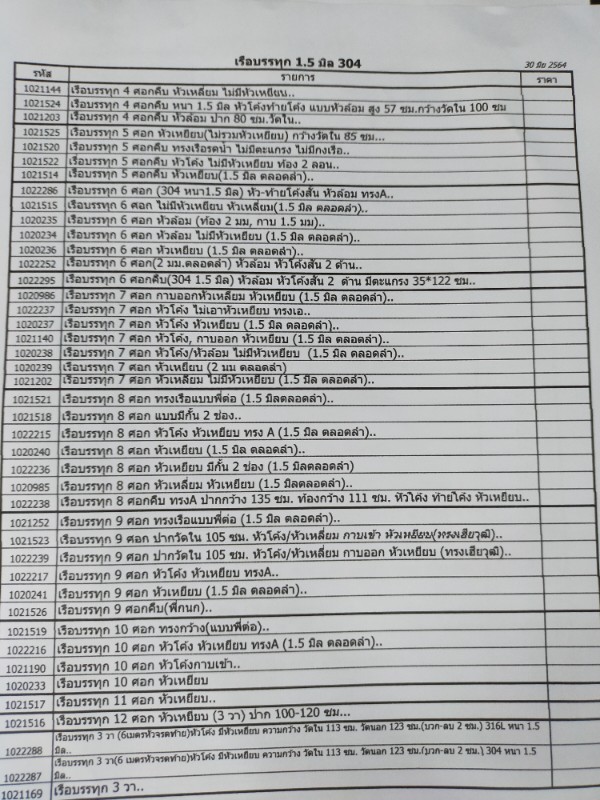 เรือบรรทุก 1.5 มิล 304
30 มิย 2564
รหัส รายการ ราคา
1021144 เรือบรรทุก 4 ศอกคืบ หัวเหลี่ยม ไม่มีหัวเหยียบ..
1021524 เรือบรรทุก 4 ศอกคืบ หนา 1.5 มิล หัวโค้งท้ายโค้ง แบบหัวล้อม สูง 57 ซม.กว้างวัดใน 100 ซม
1021203 เรือบรรทุก 4 ศอกคืบ หัวล้อม ปาก 80 ซม.วัดใน..
1021525 เรือบรรทุก 5 ศอก หัวเหยียบ(ไม่รวมหัวเหยียบ) กว้างวัดใน 85 ซม...
1021520 เรือบรรทุก 5 ศอกคืบ ทรงเรือรดน้ำ ไม่มีตะแกรง ไม่มีกงเรือ..
1021522 เรือบรรทุก 5 ศอกคืบ หัวโค้ง ไม่มีหัวเหยียบ ท้อง 2 ลอน..
1021514 เรือบรรทุก 5 ศอกคืบ หัวเหยียบ(1.5 มิล ตลอดลำ)..
1022286 เรือบรรทุก 6 ศอก (304 หนา1.5 มิล) หัว-ท้ายโค้งสั้น หัวล้อม ทรงA..
1021515 เรือบรรทุก 6 ศอก ไม่มีหัวเหยียบ หัวเหลี่ยม(1.5 มิล ตลอดลำ)..
1020235 เรือบรรทุก 6 ศอก หัวล้อม (ท้อง 2 มม, กาบ 1.5 มม)..
1020234 เรือบรรทุก 6 ศอก หัวล้อม ไม่มีหัวเหยียบ (1.5 มิล ตลอดลำ)..
1020236 เรือบรรทุก 6 ศอก หัวเหยียบ (1.5 มิล ตลอดลำ)..
1022252 เรือบรรทุก 6 ศอก(2 มม.ตลอดลำ) หัวล้อม หัวโค้งสั้น 2 ด้าน..
1022295 เรือบรรทุก 6 ศอกคืบ(304 1.5 มิล) หัวล้อม หัวโค้งสั้น 2 ด้าน มีตะแกรง 35*122 ซม..
1020986 เรือบรรทุก 7 ศอก กาบออกหัวเหลี่ยม หัวเหยียบ (1.5 มิล ตลอดลำ)..
1022237 เรือบรรทุก 7 ศอก หัวโค้ง ไม่เอาหัวเหยียบ ทรงเอ..
1020237 เรือบรรทุก 7 ศอก หัวโค้ง หัวเหยียบ (1.5 มิล ตลอดลำ)..
1021140 เรือบรรทุก 7 ศอก หัวโค้ง, กาบออก หัวเหยียบ (1.5 มิล ตลอดลำ)..
1020238 เรือบรรทุก 7 ศอก หัวโค้ง/หัวล้อม ไม่มีหัวเหยียบ (1.5 มิล ตลอดลำ)..
1020239 เรือบรรทุก 7 ศอก หัวเหยียบ (2 มม ตลอดลำ)
1021202 เรือบรรทุก 7 ศอก หัวเหลี่ยม ไม่มีหัวเหยียบ (1.5 มิล ตลอดลำ)..
1021521 เรือบรรทุก 8 ศอก ทรงเรือแบบพี่ต่อ (1.5 มิลตลอดลำ)..
1021518 เรือบรรทุก 8 ศอก แบบมีกั้น 2 ช่อง..
1022215 เรือบรรทุก 8 ศอก หัวโค้ง หัวเหยียบ ทรง A (1.5 มิล ตลอดลำ)..
1020240 เรือบรรทุก 8 ศอก หัวเหยียบ (1.5 มิล ตลอดลำ)..
1022236 เรือบรรทุก 8 ศอก หัวเหยียบ มีกั้น 2 ช่อง (1.5 มิลตลอดลำ)
1020985 เรือบรรทุก 8 ศอก หัวเหลี่ยม หัวเหยียบ (1.5 มิล ตลอดลำ)..
1022238 เรือบรรทุก 8 ศอกคืบ ทรงA ปากกว้าง 135 ซม. ท้องกว้าง 111 ซม. หัวโค้ง ท้ายโค้ง หัวเหยียบ..
1021252 เรือบรรทุก 9 ศอก ทรงเรือแบบพี่ต่อ (1.5 มิล ตลอดลำ)..
1021523 เรือบรรทุก 9 ศอก ปากวัดใน 105 ซม. หัวโค้ง/หัวเหลี่ยม กาบเข้า หัวเหยียบ(ทรงเฮียวุฒิ)..
1022239 เรือบรรทุก 9 ศอก ปากวัดใน 105 ซม. หัวโค้ง/หัวเหลี่ยม กาบออก หัวเหยียบ (ทรงเฮียวุฒิ)..
1022217 เรือบรรทุก 9 ศอก หัวโค้ง หัวเหยียบ ทรงA..
1020241 เรือบรรทุก 9 ศอก หัวเหยียบ (1.5 มิล ตลอดลำ)..
1021526 เรือบรรทุก 9 ศอกคืบ(พี่กนก)..
1021519 เรือบรรทุก 10 ศอก ทรงกว้าง(แบบพี่ต่อ)..
1022216 เรือบรรทุก 10 ศอก หัวโค้ง หัวเหยียบ ทรงA (1.5 มิล ตลอดลำ)..
1021190 เรือบรรทุก 10 ศอก หัวโค้งกาบเข้า..
1020233 เรือบรรทุก 10 ศอก หัวเหยียบ
1021517 เรือบรรทุก 11 ศอก หัวเหยียบ..
1021516 เรือบรรทุก 12 ศอก หัวเหยียบ (3 วา) ปาก 100-120 ซม...
เรือบรรทุก 3 วา (6เมตรหัวจรดท้าย)หัวโค้ง มีหัวเหยียบ ความกว้าง วัดใน 113 ซม. วัดนอก 123 ซม.(บวก-ลบ 2 ซม.) 316L หนา 1.5
1022288 มิล..
เรือบรรทุก 3 วา(6 เมตรหัวจรดท้าย)หัวโค้ง มีหัวเหยียบ ความกว้าง วัดใน 113 ซม. วัดนอก 123 ซม.(บวก-ลบ 2 ซม.) 304 หนา 1.5
1022287 มิล..
1021169 เรือบรรทุก 3 วา..